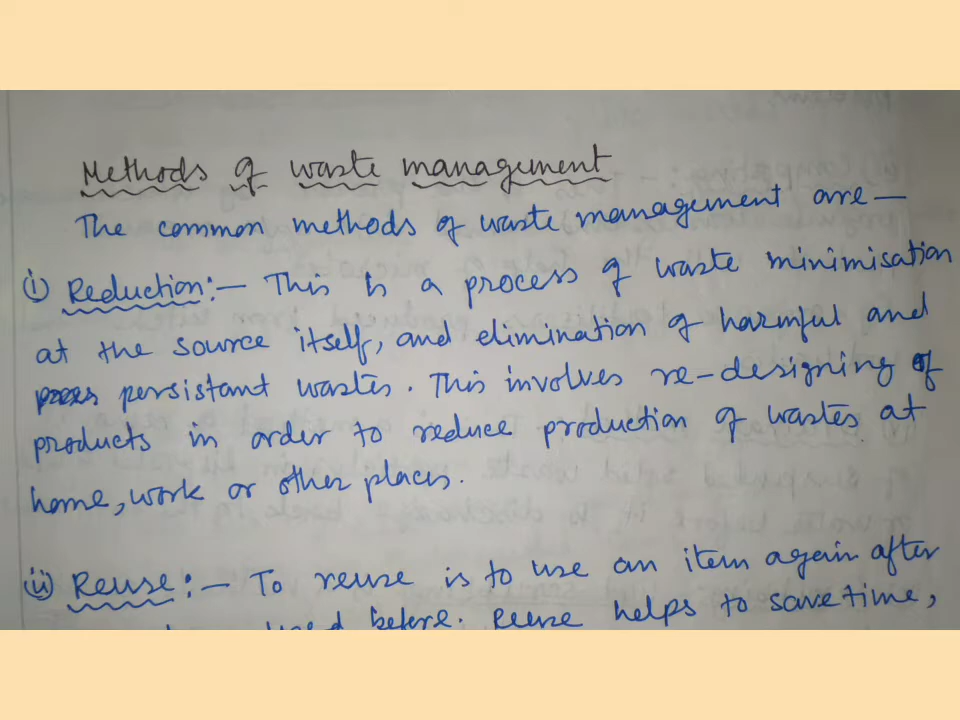 Methods of waste management
The common methods of waste management are —
i) Reduction:— This is a process of waste minimisation
at the source itself, and elimination of harmful and
persistant wastes. This involves re-designing of
products in order to reduce production of wastes at
home, work or other places.
ii) Reuse:— To reuse is to use an item again after
used before. Reuse helps to save time,